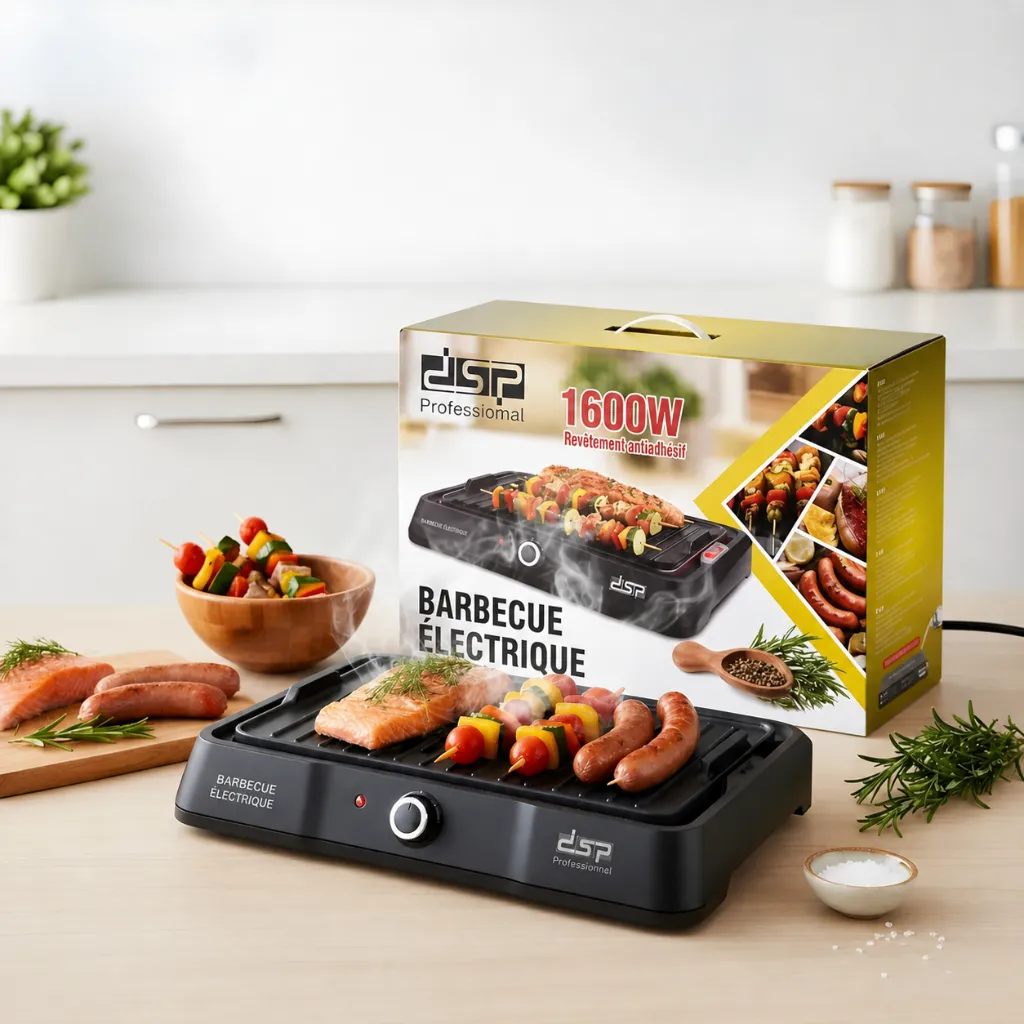 dsp
Professiomal
1600W
Revêtement antiadhésif
BARBECUE ÉLECTRIQUE
dsp
BARBECUE
ÉLECTRIQUE
BARBECUE
ÉLECTRIQUE
dsp
Professionnel